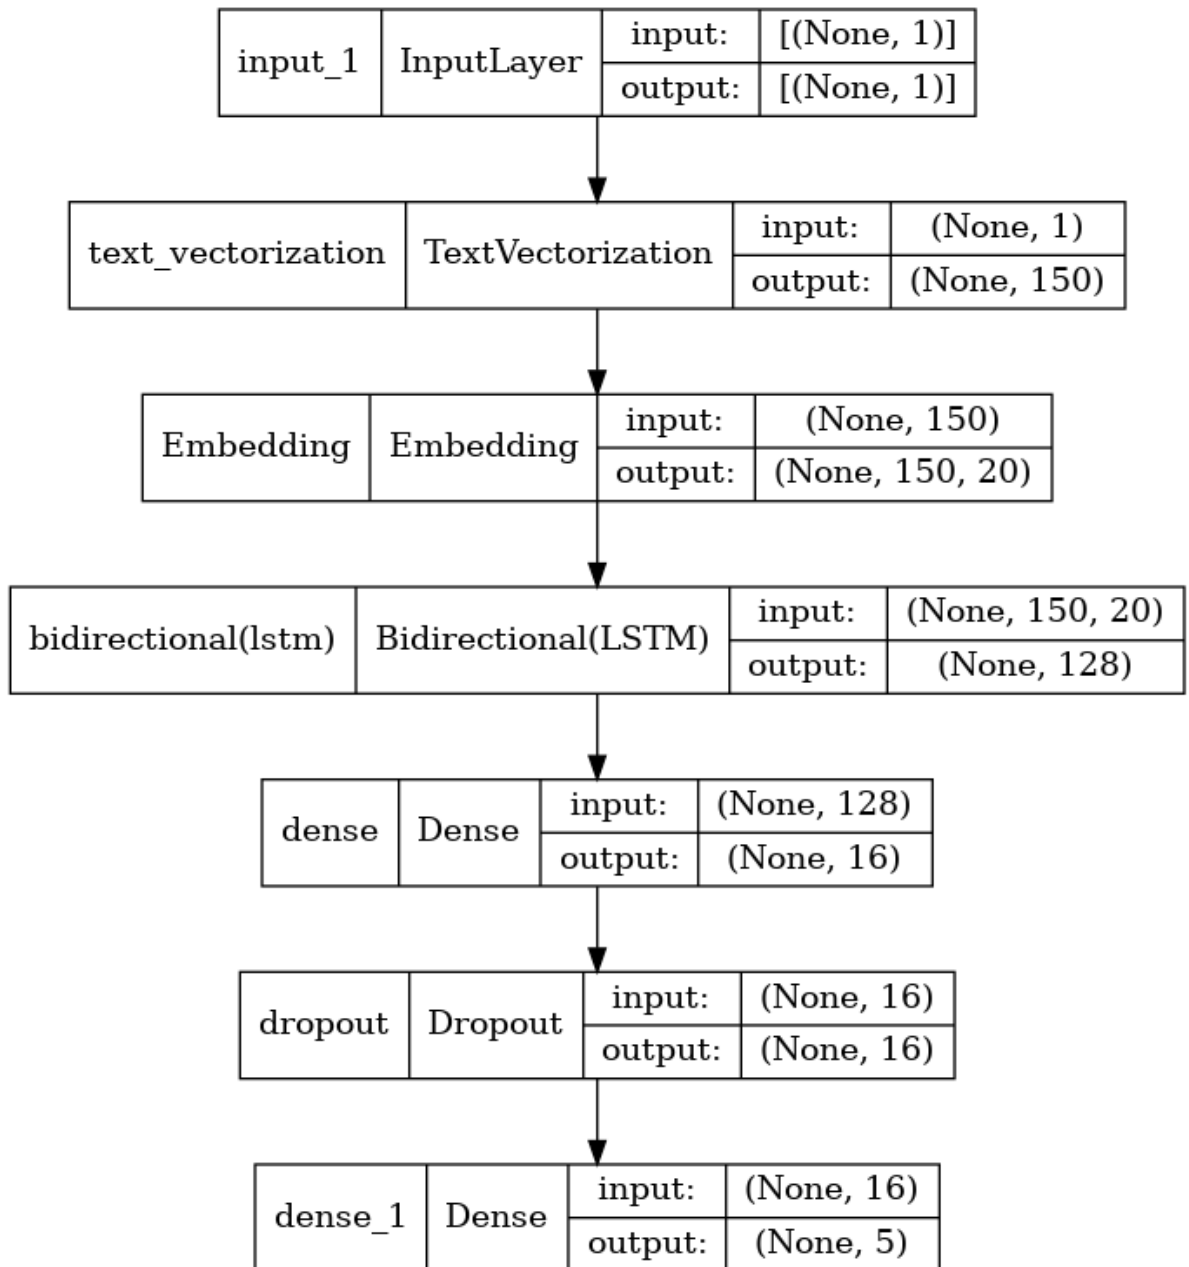 input_1 InputLayer input: [(None, 1)]
output: [(None, 1)]
text_vectorization TextVectorization input: (None, 1)
output: (None, 150)
Embedding Embedding input: (None, 150)
output: (None, 150, 20)
bidirectional(lstm) Bidirectional(LSTM) input: (None, 150, 20)
output: (None, 128)
dense Dense input: (None, 128)
output: (None, 16)
dropout Dropout input: (None, 16)
output: (None, 16)
dense_1 Dense input: (None, 16)
output: (None, 5)